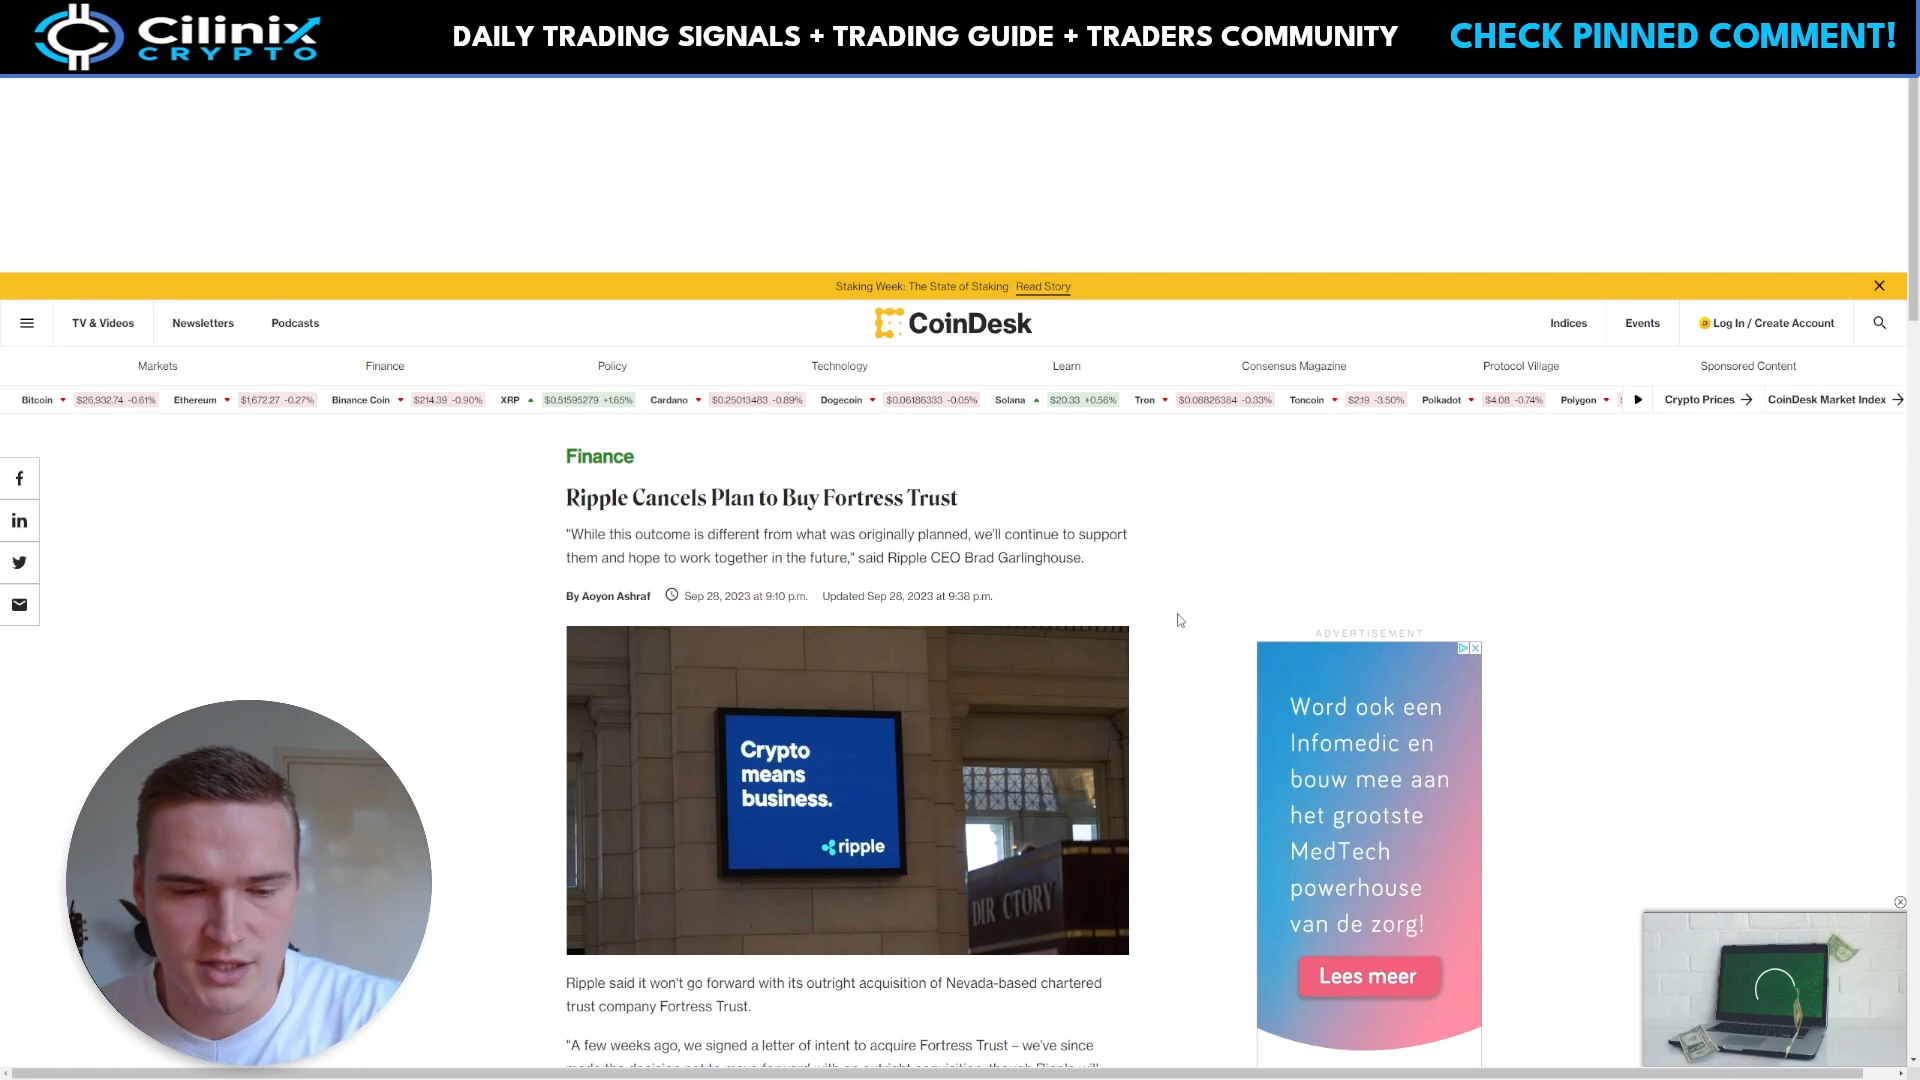 Cilinix
CRYPTO
DAILY TRADING SIGNALS + TRADING GUIDE + TRADERS COMMUNITY
CHECK PINNED COMMENT!
Staking Week: The State of Staking Read Story
TV & Videos
Newsletters
Podcasts
CoinDesk
Indices
Events
Log In / Create Account
Markets
Finance
Policy
Technology
Learn
Consensus Magazine
Protocol Village
Sponsored Content
Bitcoin $26,932.74 -0.61%
Ethereum $1,672.27 -0.27%
Binance Coin $214.39 -0.90%
XRP $0.51595279 +1.65%
Cardano $0.25013483 -0.89%
Dogecoin $0.06186333 -0.05%
Solana $20.33 +0.56%
Tron $0.08826384 -0.33%
Toncoin $2.19 -3.50%
Polkadot $4.08 -0.74%
Polygon
Crypto Prices
CoinDesk Market Index
Finance
Ripple Cancels Plan to Buy Fortress Trust
"While this outcome is different from what was originally planned, we'll continue to support
them and hope to work together in the future," said Ripple CEO Brad Garlinghouse.
By Aoyon Ashraf
Sep 28, 2023 at 9:10 p.m.
Updated Sep 28, 2023 at 9:38 p.m.
Crypto
means
business.
ripple
DIR CTORY
Ripple said it won't go forward with its outright acquisition of Nevada-based chartered
trust company Fortress Trust.
"A few weeks ago, we signed a letter of intent to acquire Fortress Trust – we've since
ADVERTISEMENT
Word ook een
Infomedic en
bouw mee aan
het grootste
MedTech
powerhouse
van de zorg!
Lees meer